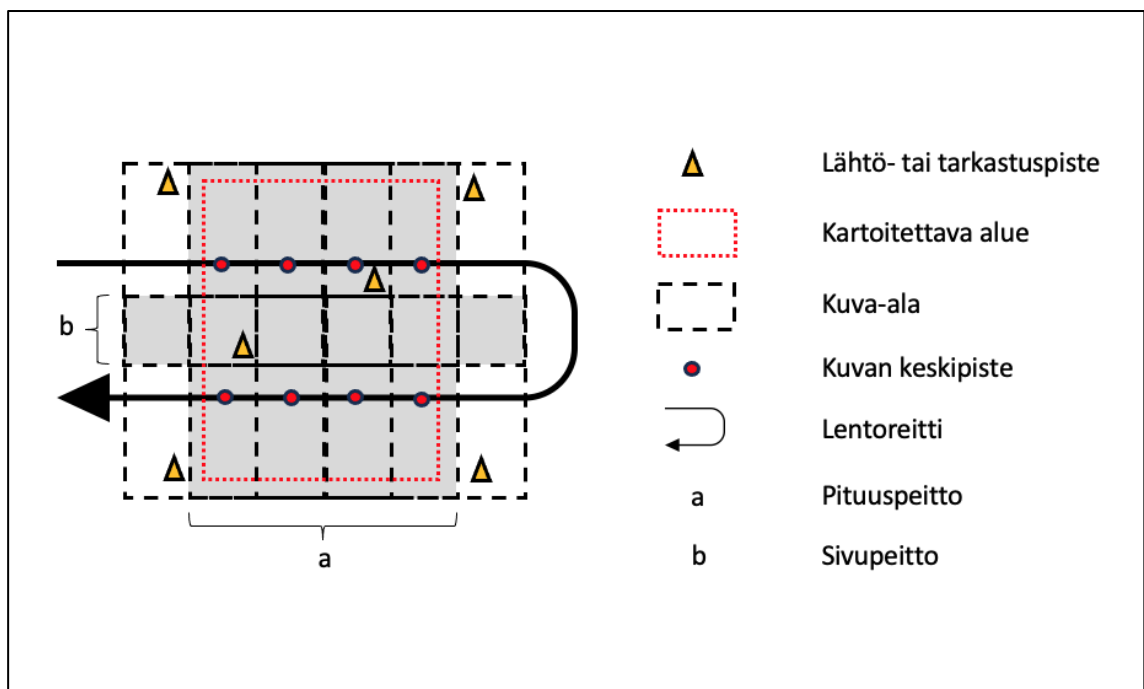 Lähtö- tai tarkastuspiste
Kartoitettava alue
b
Kuva-ala
Kuvan keskipiste
Lentoreitti
a Pituuspeitto
a
b Sivupeitto